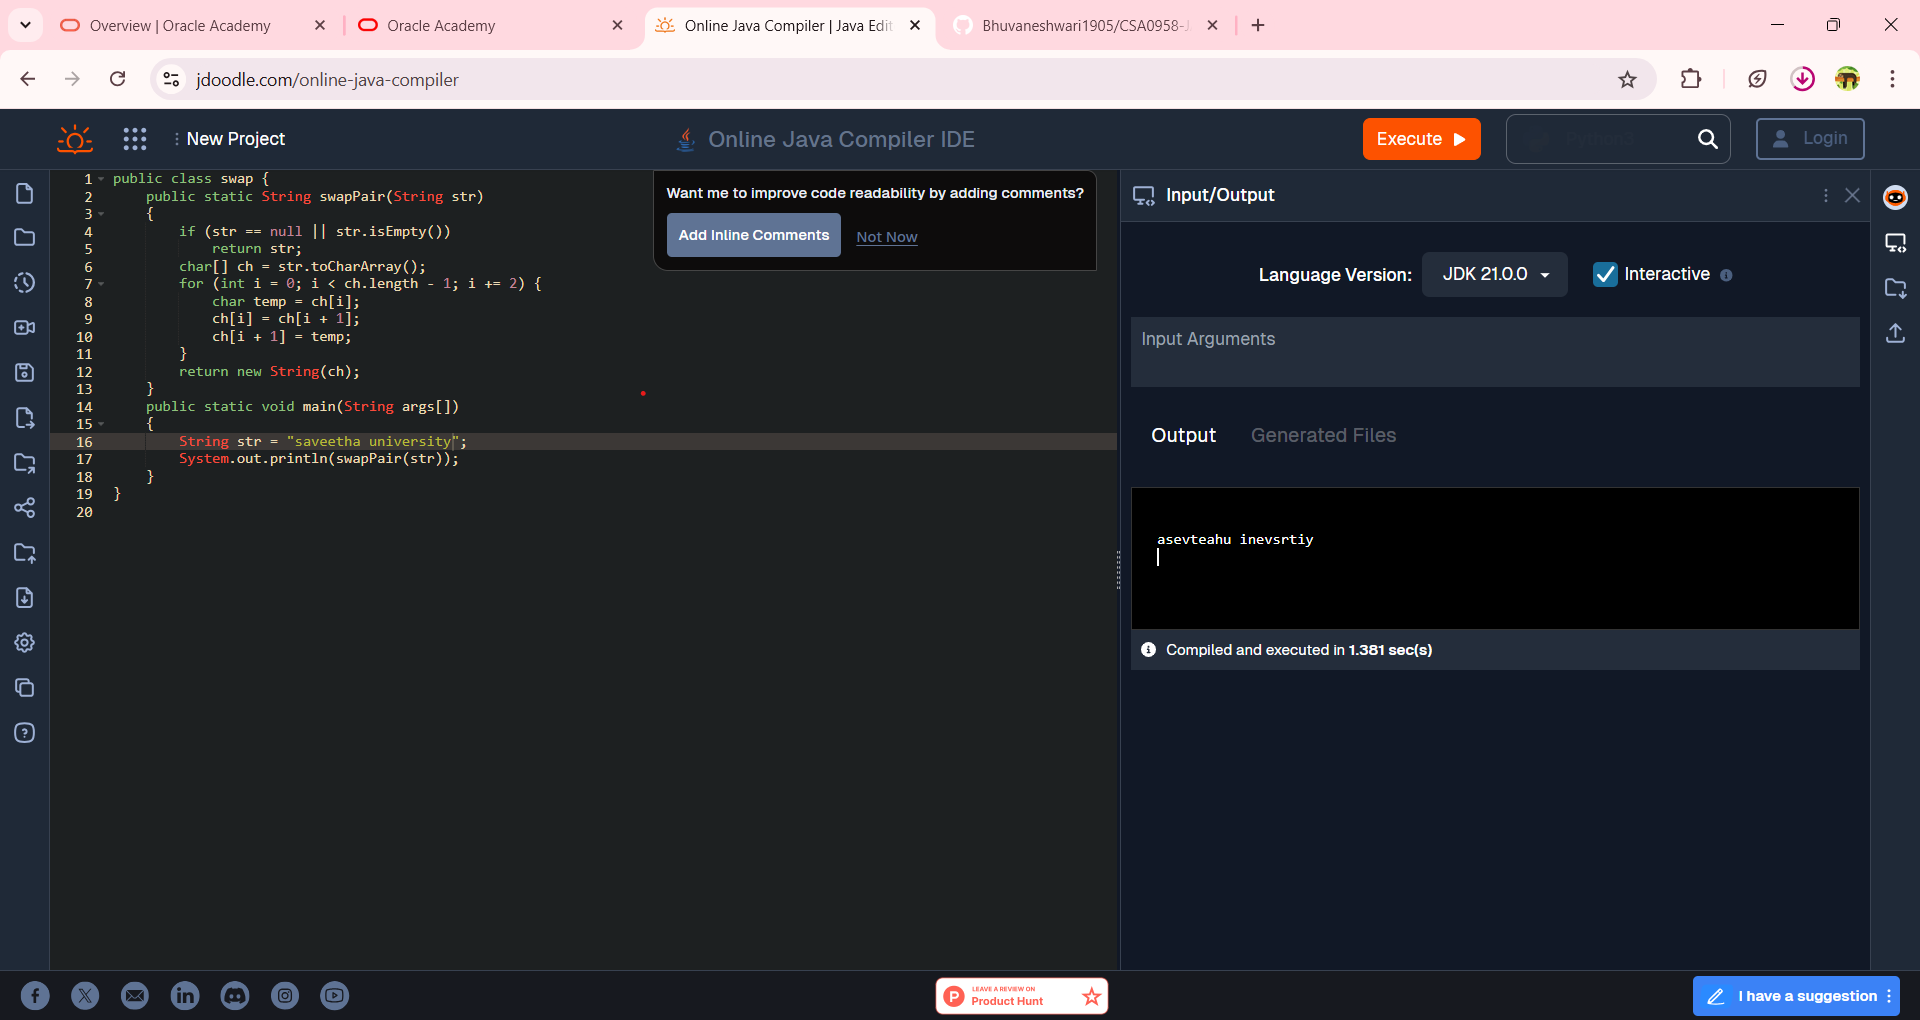 Overview | Oracle Academy
Oracle Academy
Online Java Compiler | Java Edit
Bhuvaneshwari1905/CSA0958-J
jdoodle.com/online-java-compiler
New Project
Online Java Compiler IDE
Execute
Login
1 public class swap {
2 public static String swapPair(String str)
3 {
4 if (str == null || str.isEmpty())
5 return str;
6 char[] ch = str.toCharArray();
7 for (int i = 0; i < ch.length - 1; i += 2) {
8 char temp = ch[i];
9 ch[i] = ch[i + 1];
10 ch[i + 1] = temp;
11 }
12 return new String(ch);
13 }
14 public static void main(String args[])
15 {
16 String str = "saveetha university";
17 System.out.println(swapPair(str));
18 }
19 }
20
Want me to improve code readability by adding comments?
Add Inline Comments
Not Now
Input/Output
Language Version:
JDK 21.0.0
Interactive
Input Arguments
Output
Generated Files
asevteahu inevsrtiy
Compiled and executed in 1.381 sec(s)
LEAVE A REVIEW ON
Product Hunt
I have a suggestion